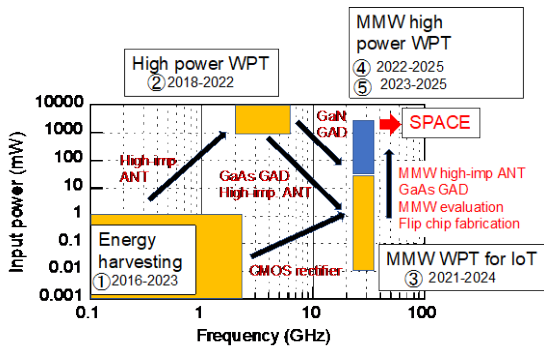 High power WPT
② 2018-2022
MMW high
power WPT
④ 2022-2025
⑤ 2023-2025
Input power (mW)
10000
1000
100
10
1
0.1
0.01
0.001
High-imp
ANT
GaAs GAD
High-imp ANT
GaN
GAD
SPACE
MMW high-imp ANT
GaAs GAD
MMW evaluation
Flip chip fabrication
Energy
harvesting
① 2016-2023
CMOS rectifier
MMW WPT for IoT
③ 2021-2024
0.1
1
10
100
Frequency (GHz)